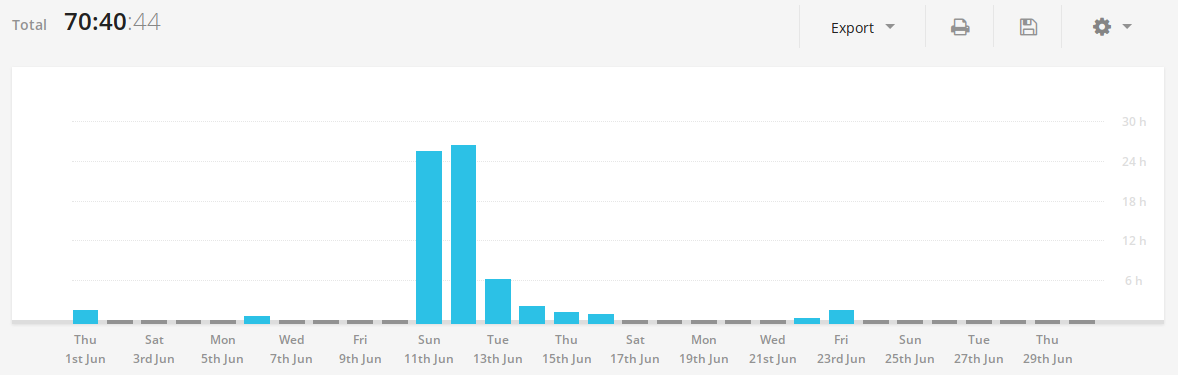 Total 70:40:44 Export
30 h
24 h
18 h
12 h
6 h
Thu Sat Mon Wed Fri Sun Tue Thu Sat Mon Wed Fri Sun Tue Thu
1st Jun 3rd Jun 5th Jun 7th Jun 9th Jun 11th Jun 13th Jun 15th Jun 17th Jun 19th Jun 21st Jun 23rd Jun 25th Jun 27th Jun 29th Jun